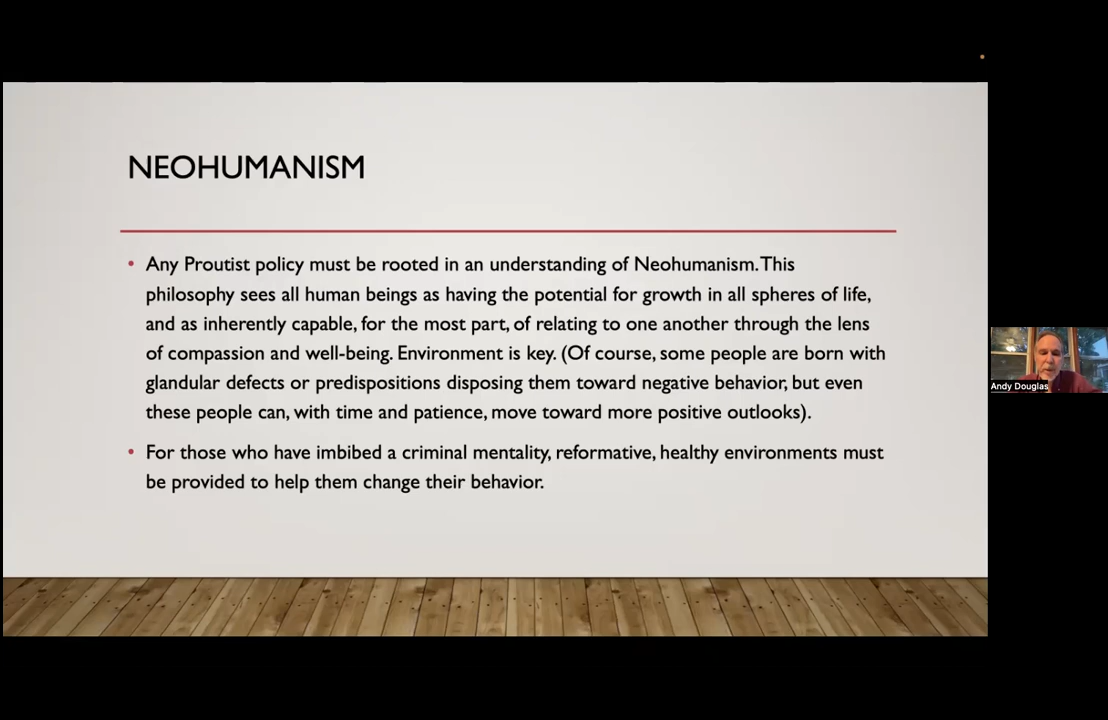 NEOHUMANISM
• Any Proutist policy must be rooted in an understanding of Neohumanism. This
philosophy sees all human beings as having the potential for growth in all spheres of life,
and as inherently capable, for the most part, of relating to one another through the lens
of compassion and well-being. Environment is key. (Of course, some people are born with
glandular defects or predispositions disposing them toward negative behavior, but even
these people can, with time and patience, move toward more positive outlooks).
• For those who have imbibed a criminal mentality, reformative, healthy environments must
be provided to help them change their behavior.
Andy Douglas